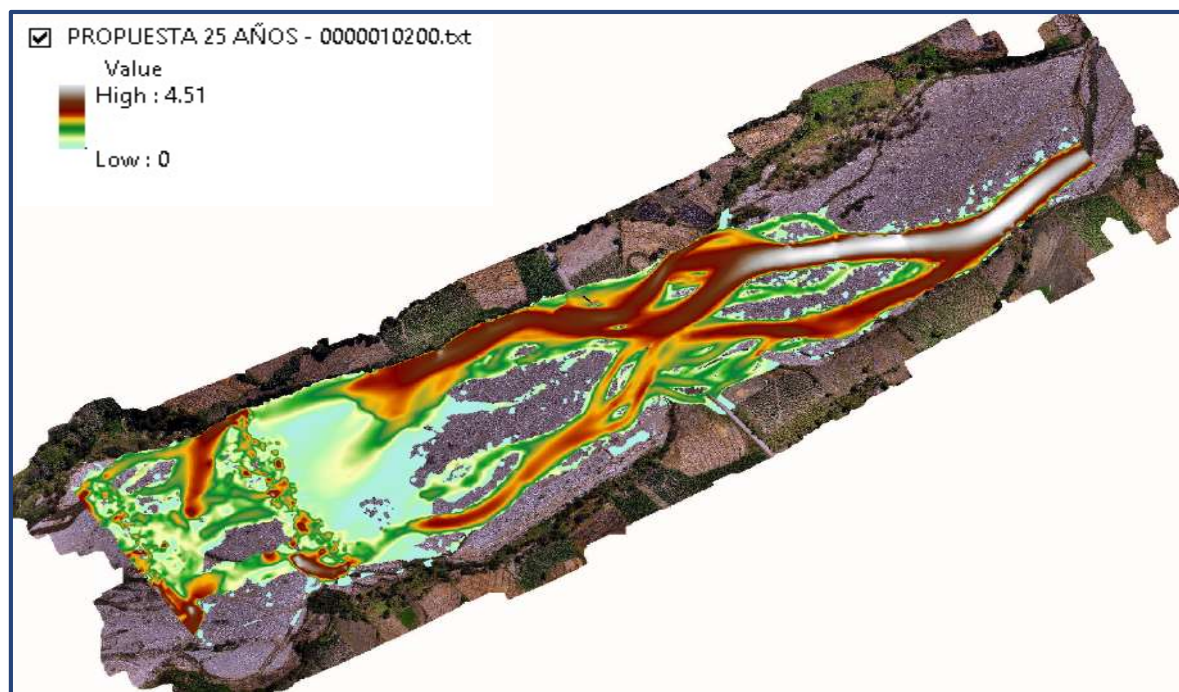 PROPUESTA 25 AÑOS - 0000010200.txt
Value
High : 4.51
Low : 0